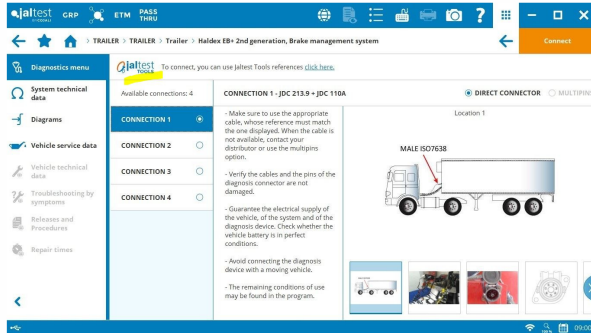 jaltest GRP ETM PASS THRU
TRAILER > TRAILER > Trailer > Haldex EB+ 2nd generation, Brake management system
Connect
Diagnostics menu
System technical data
Diagrams
Vehicle service data
Vehicle technical data
Troubleshooting by symptoms
Releases and Procedures
Repair times
jaltest TOOLS To connect, you can use Jaltest Tools references click here.
Available connections: 4
CONNECTION 1
CONNECTION 2
CONNECTION 3
CONNECTION 4
CONNECTION 1 - JDC 213.9 + JDC 110A
DIRECT CONNECTOR
MULTIPINS
- Make sure to use the appropriate
cable, whose reference must match
the one displayed. When the cable is
not available, contact your
distributor or use the multipins
option.
- Verify the cables and the pins of the
diagnosis connector are not
damaged.
- Guarantee the electrical supply of
the vehicle, of the system and of the
diagnosis device. Check whether the
vehicle battery is in perfect
conditions.
- Avoid connecting the diagnosis
device with a moving vehicle.
- The remaining conditions of use
may be found in the program.
Location 1
MALE ISO7638
09:00